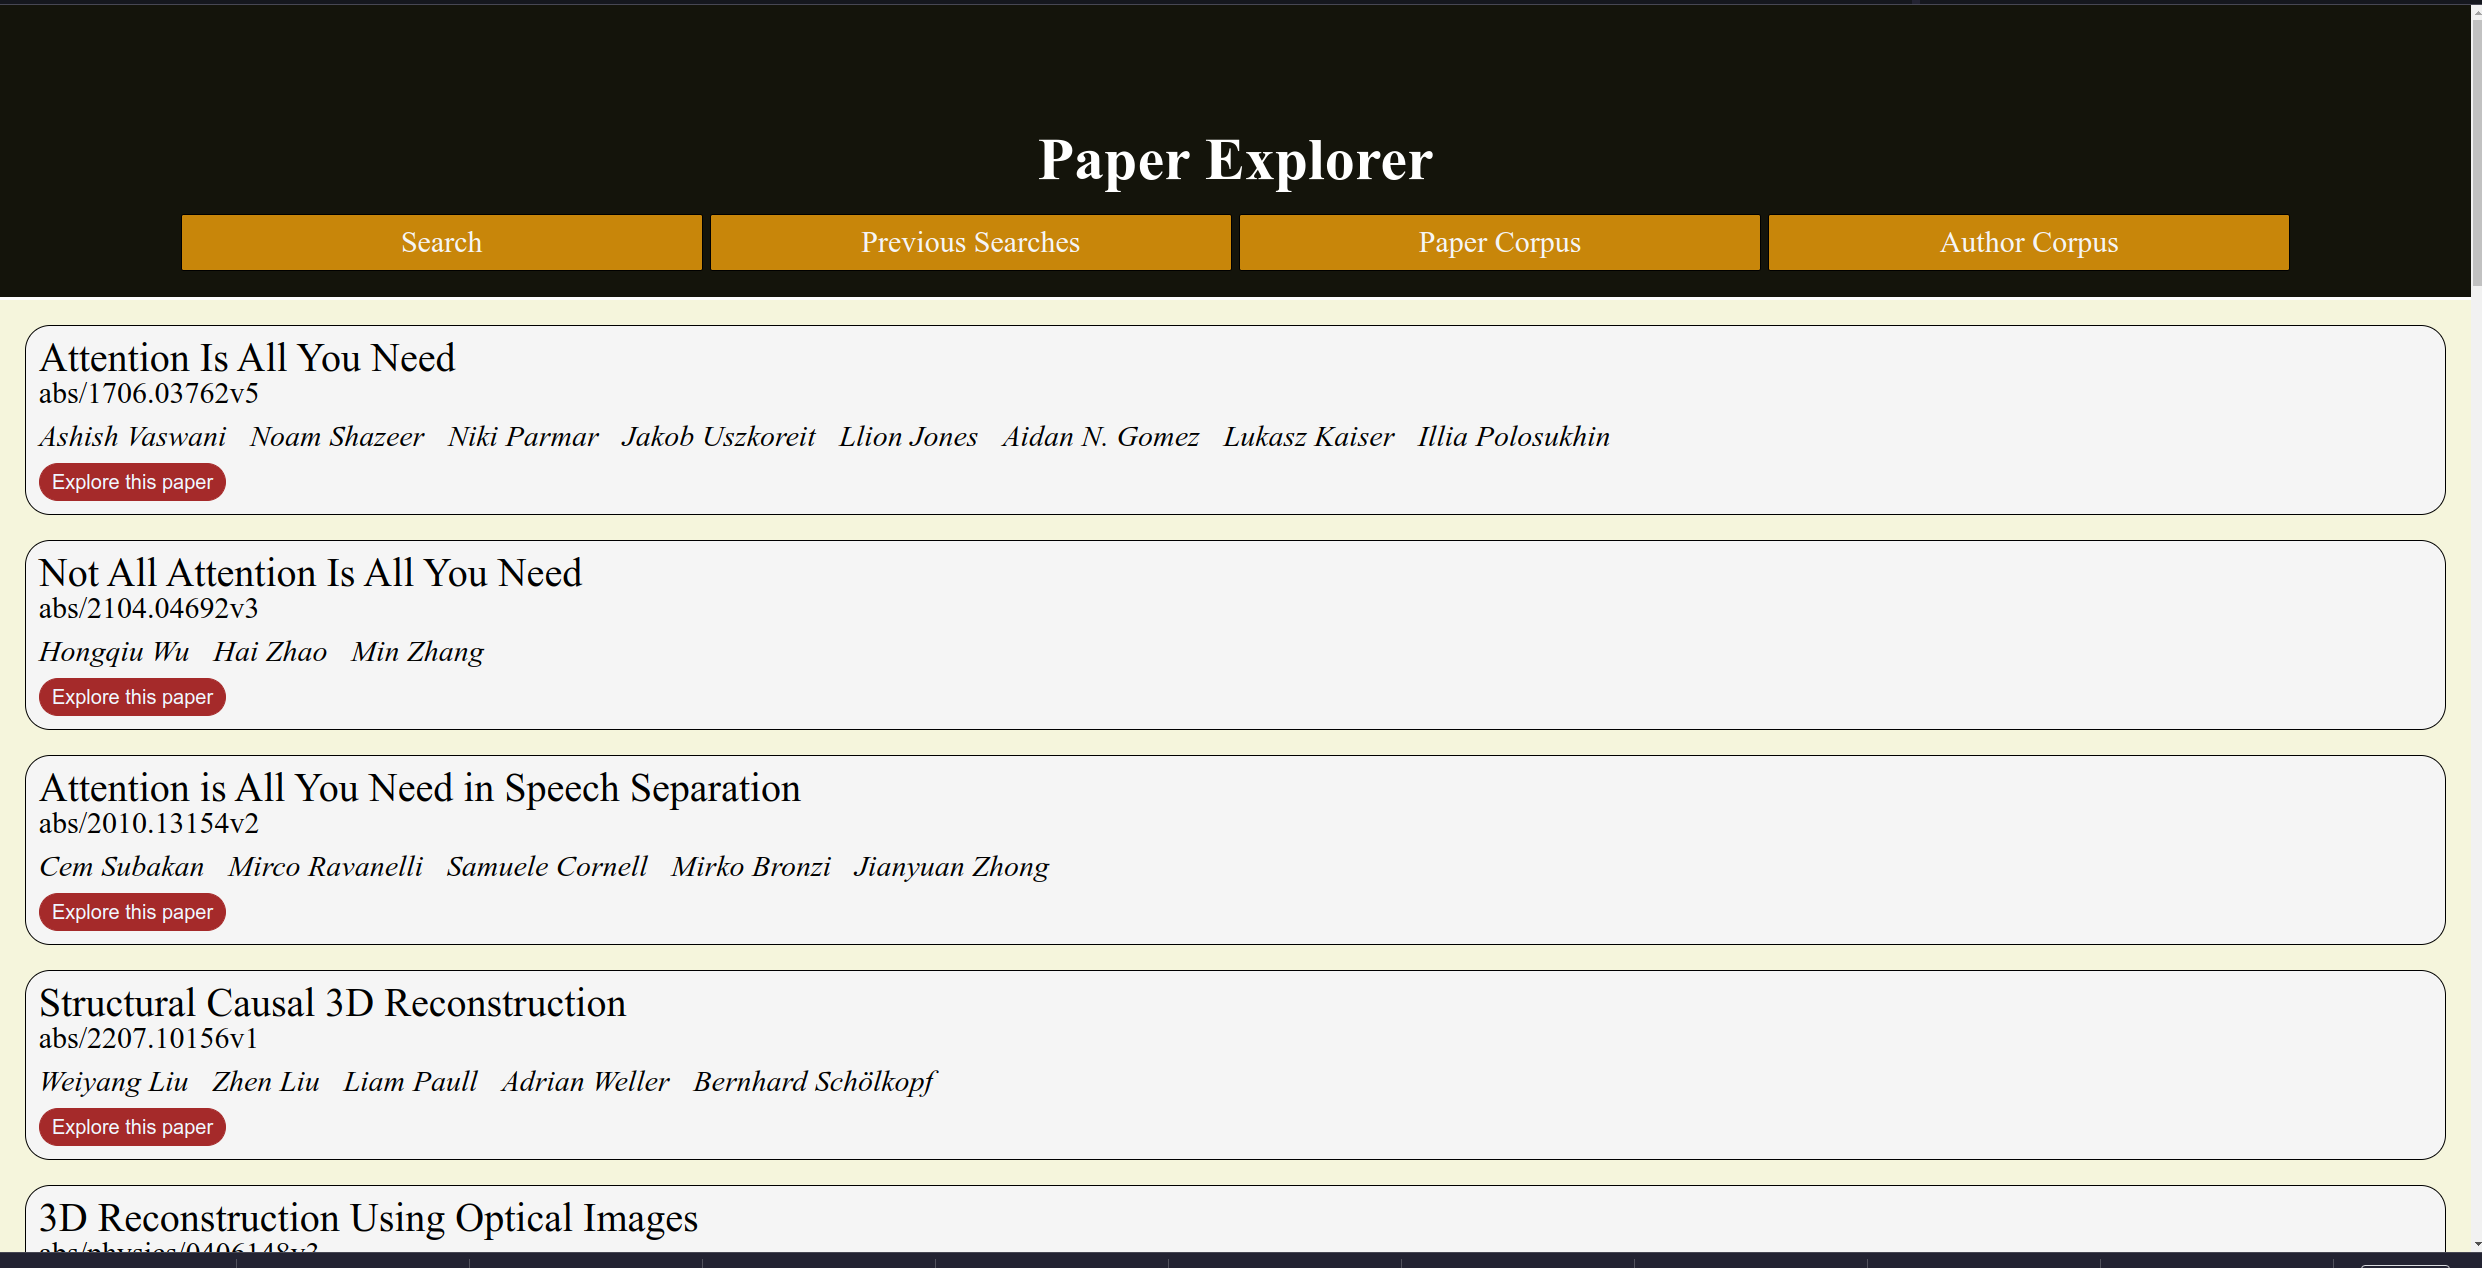 Paper Explorer
Search Previous Searches Paper Corpus Author Corpus
Attention Is All You Need
abs/1706.03762v5
Ashish Vaswani Noam Shazeer Niki Parmar Jakob Uszkoreit Llion Jones Aidan N. Gomez Lukasz Kaiser Illia Polosukhin
Explore this paper
Not All Attention Is All You Need
abs/2104.04692v3
Hongqiu Wu Hai Zhao Min Zhang
Explore this paper
Attention is All You Need in Speech Separation
abs/2010.13154v2
Cem Subakan Mirco Ravanelli Samuele Cornell Mirko Bronzi Jianyuan Zhong
Explore this paper
Structural Causal 3D Reconstruction
abs/2207.10156v1
Weiyang Liu Zhen Liu Liam Paull Adrian Weller Bernhard Schölkopf
Explore this paper
3D Reconstruction Using Optical Images